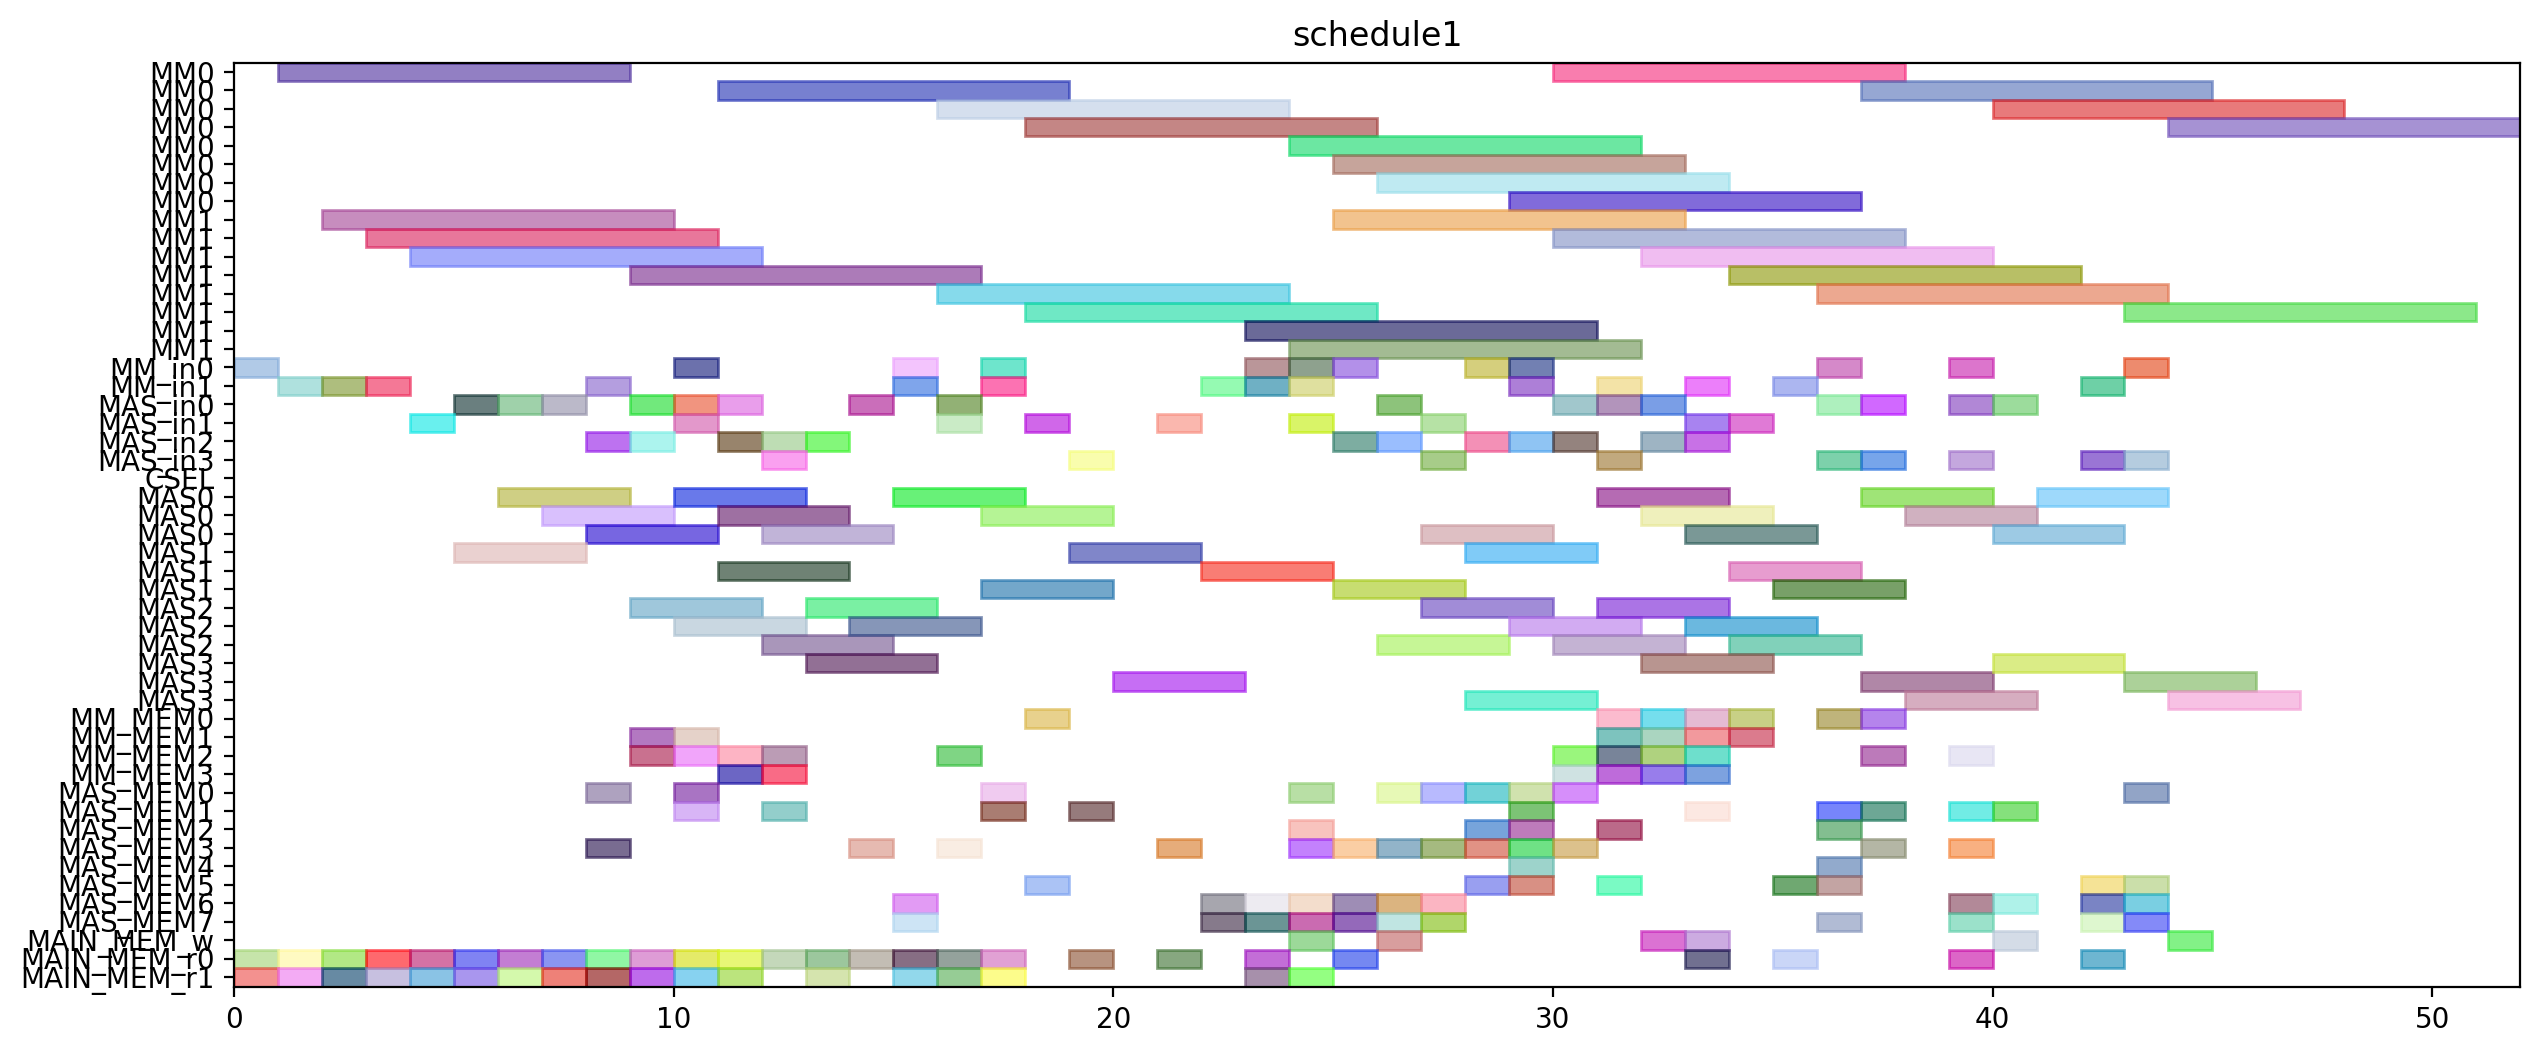 schedule1
MM0
MM0
MM0
MM0
MM0
MM0
MM0
MM0
MM1
MM1
MM1
MM1
MM1
MM1
MM1
MM1
MM_in0
MM_in1
MAS_in0
MAS_in1
MAS_in2
MAS_in3
CSEL
MAS0
MAS0
MAS0
MAS1
MAS1
MAS1
MAS2
MAS2
MAS2
MAS3
MAS3
MAS3
MM_MEM0
MM_MEM1
MM_MEM2
MM_MEM3
MAS_MEM0
MAS_MEM1
MAS_MEM2
MAS_MEM3
MAS_MEM4
MAS_MEM5
MAS_MEM6
MAS_MEM7
MAIN_MEM_w
MAIN_MEM_r0
MAIN_MEM_r1
0 10 20 30 40 50